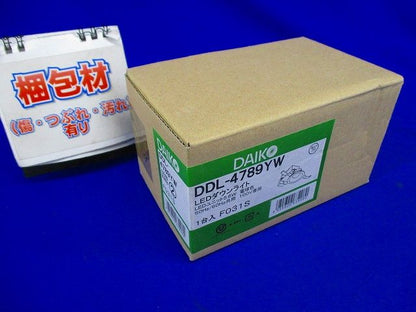 梱包材
(傷・つぶれ・汚れ)
有り
DAIKO
DDL-4789YW
LEDダウンライト
1台入 F031S